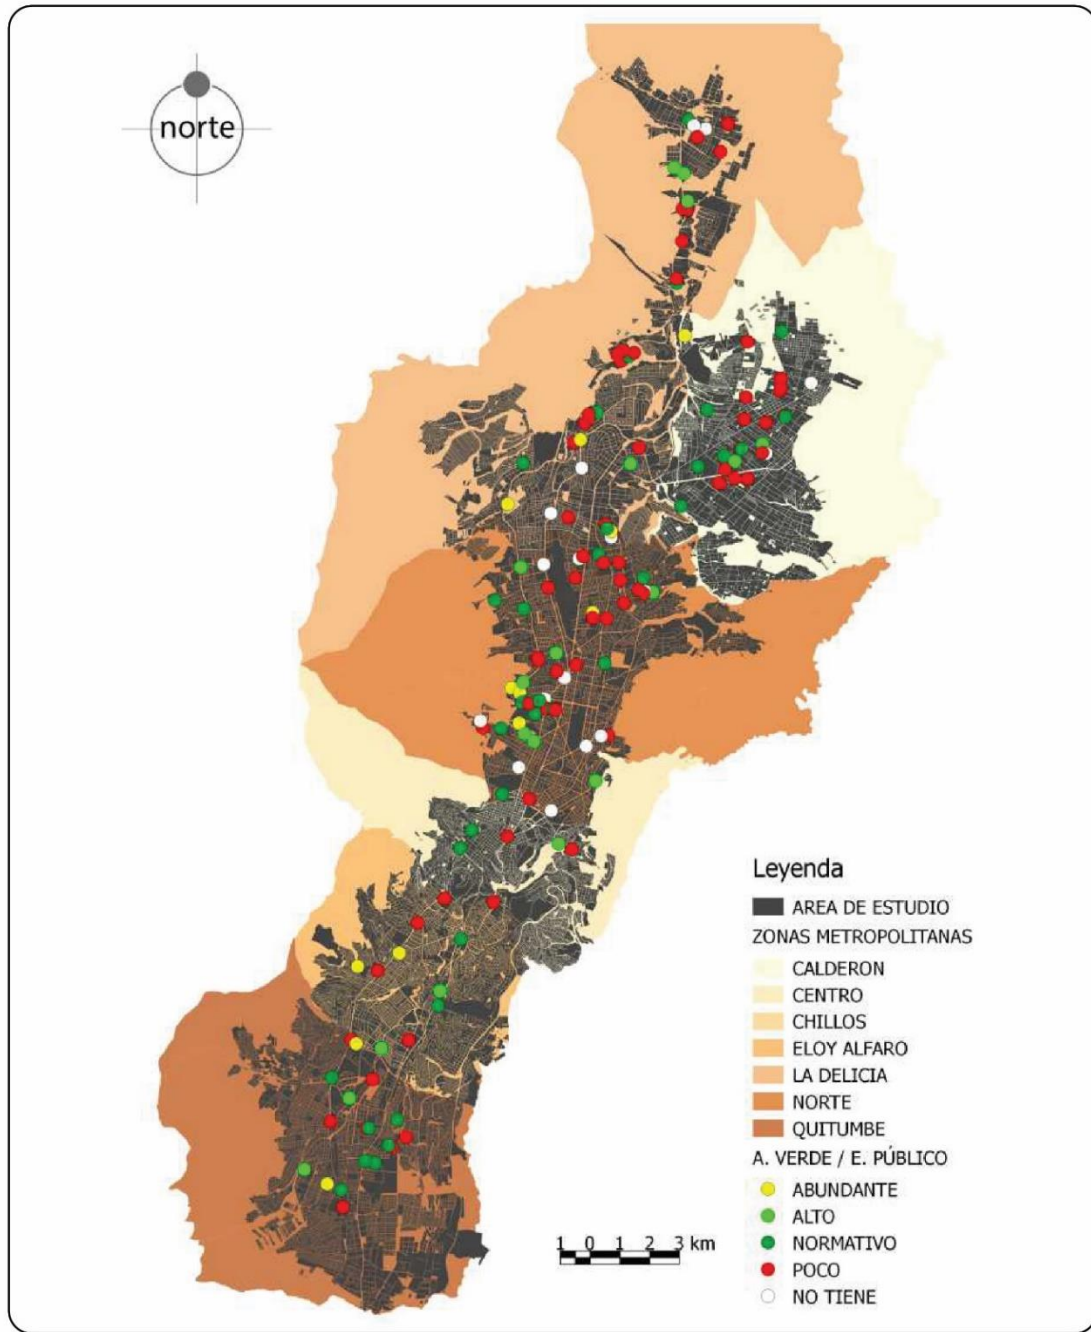 norte
Leyenda
AREA DE ESTUDIO
ZONAS METROPOLITANAS
CALDERON
CENTRO
CHILLOS
ELOY ALFARO
LA DELICIA
NORTE
QUITUMBE
A. VERDE / E. PÚBLICO
ABUNDANTE
ALTO
NORMATIVO
POCO
NO TIENE
1 0 1 2 3 km